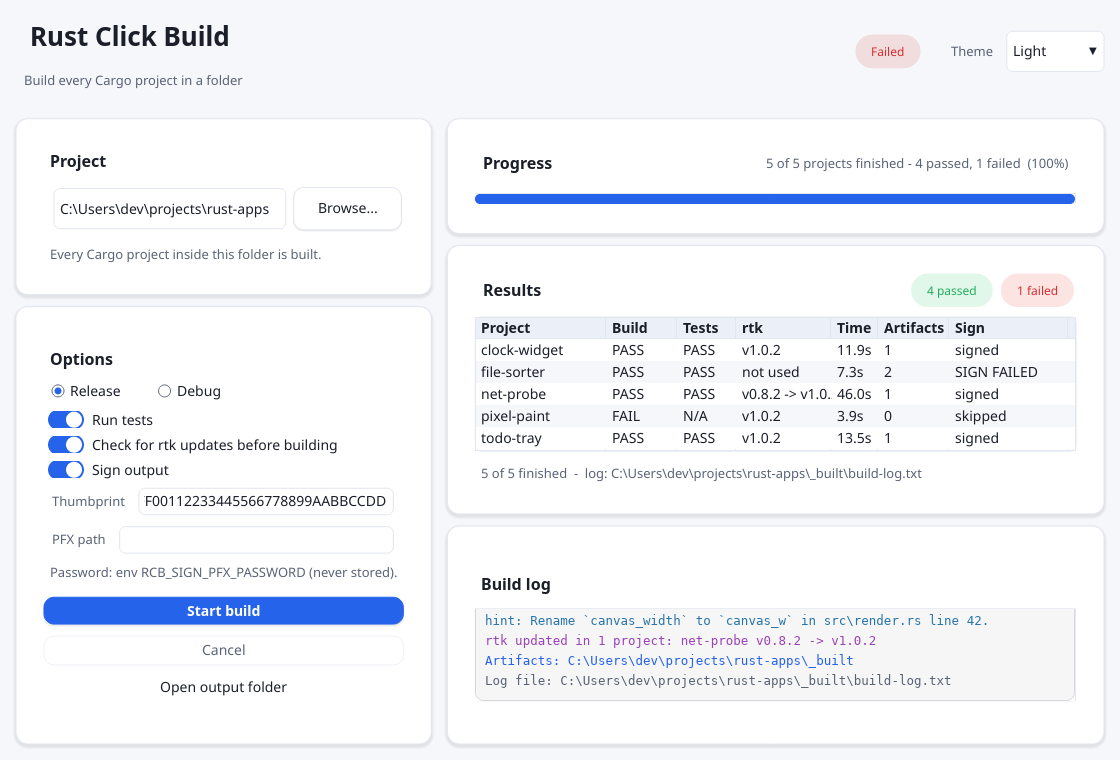 Rust Click Build
Build every Cargo project in a folder
Failed
Theme
Light
Project
C:\Users\dev\projects\rust-apps
Browse...
Every Cargo project inside this folder is built.
Options
Release Debug
Run tests
Check for rtk updates before building
Sign output
Thumbprint F00112233445566778899AABBCCDD
PFX path
Password: env RCB_SIGN_PFX_PASSWORD (never stored).
Start build
Cancel
Open output folder
Progress
5 of 5 projects finished - 4 passed, 1 failed (100%)
Results
4 passed
1 failed
Project Build Tests rtk Time Artifacts Sign
clock-widget PASS PASS v1.0.2 11.9s 1 signed
file-sorter PASS PASS not used 7.3s 2 SIGN FAILED
net-probe PASS PASS v0.8.2 -> v1.0. 46.0s 1 signed
pixel-paint FAIL N/A v1.0.2 3.9s 0 skipped
todo-tray PASS PASS v1.0.2 13.5s 1 signed
5 of 5 finished - log: C:\Users\dev\projects\rust-apps\_built\build-log.txt
Build log
hint: Rename `canvas_width` to `canvas_w` in src\render.rs line 42.
rtk updated in 1 project: net-probe v0.8.2 -> v1.0.2
Artifacts: C:\Users\dev\projects\rust-apps\_built
Log file: C:\Users\dev\projects\rust-apps\_built\build-log.txt